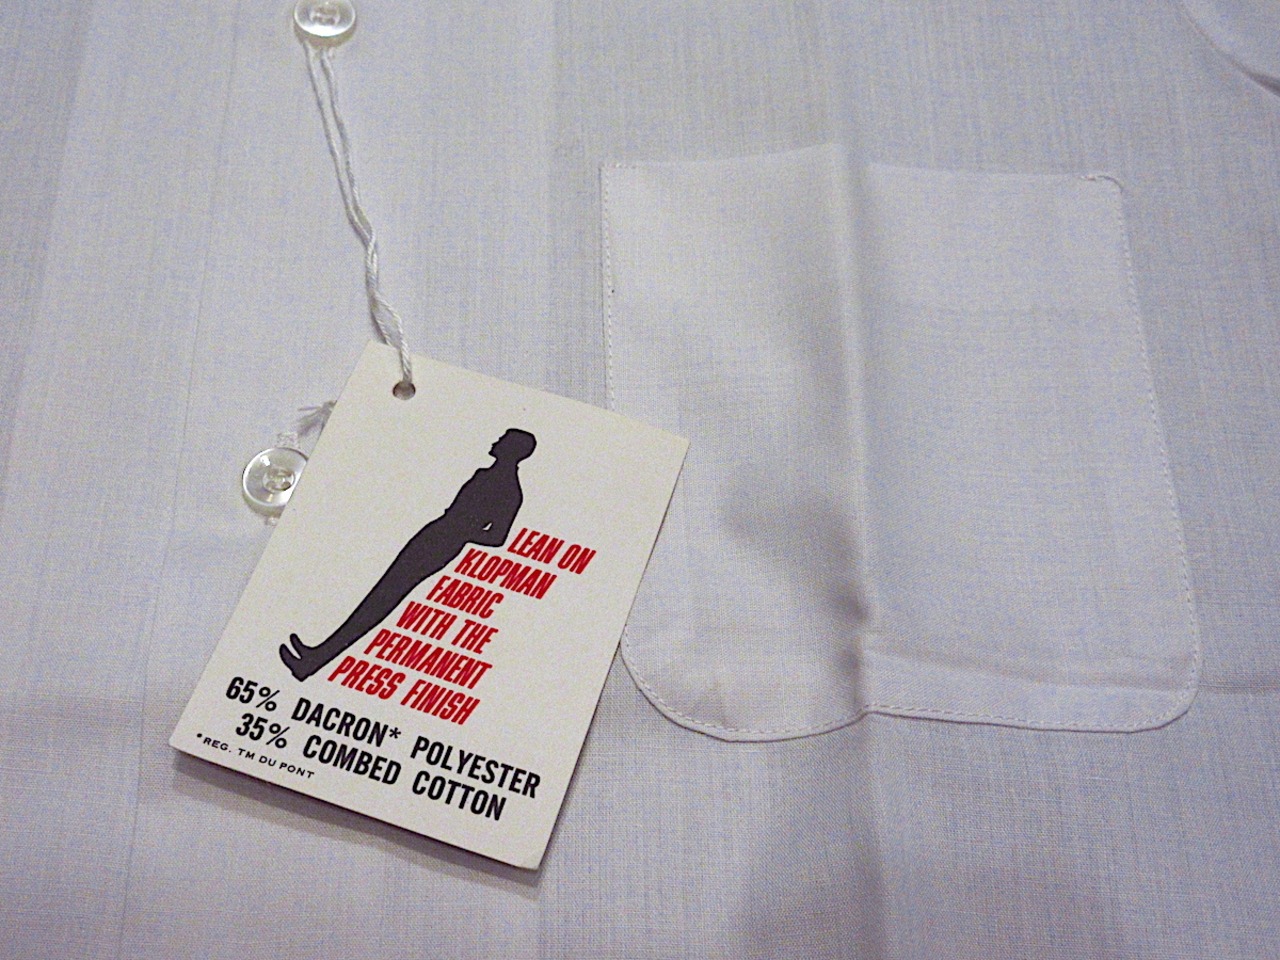 LEAN ON
KLOPMAN
FABRIC
WITH THE
PERMANENT
PRESS FINISH
65% DACRON* POLYESTER
35% COMBED COTTON
*REG. TM DU PONT